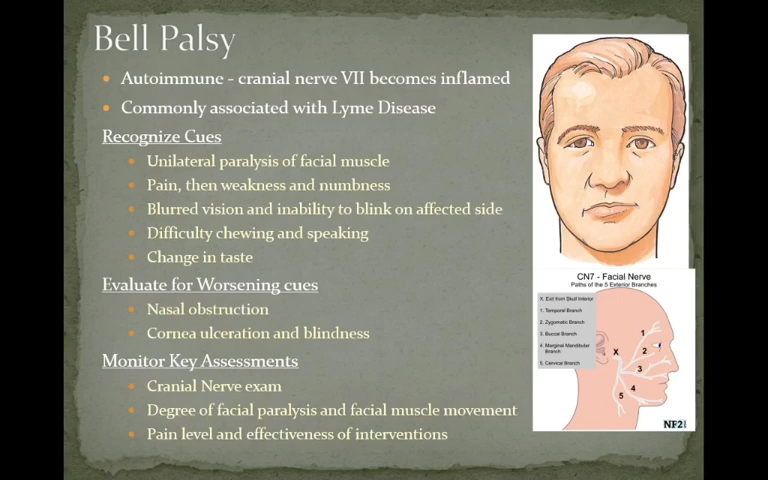 Bell Palsy
Autoimmune - cranial nerve VII becomes inflamed
Commonly associated with Lyme Disease
Recognize Cues
Unilateral paralysis of facial muscle
Pain, then weakness and numbness
Blurred vision and inability to blink on affected side
Difficulty chewing and speaking
Change in taste
Evaluate for Worsening cues
Nasal obstruction
Cornea ulceration and blindness
Monitor Key Assessments
Cranial Nerve exam
Degree of facial paralysis and facial muscle movement
Pain level and effectiveness of interventions
CN7 - Facial Nerve
Paths of the 5 Exterior Branches
X. Exit from Skull Interior
1. Temporal Branch
2. Zygomatic Branch
3. Buccal Branch
4. Marginal Mandibular
Branch
5. Cervical Branch
1
2
X
3
4
5
NF2